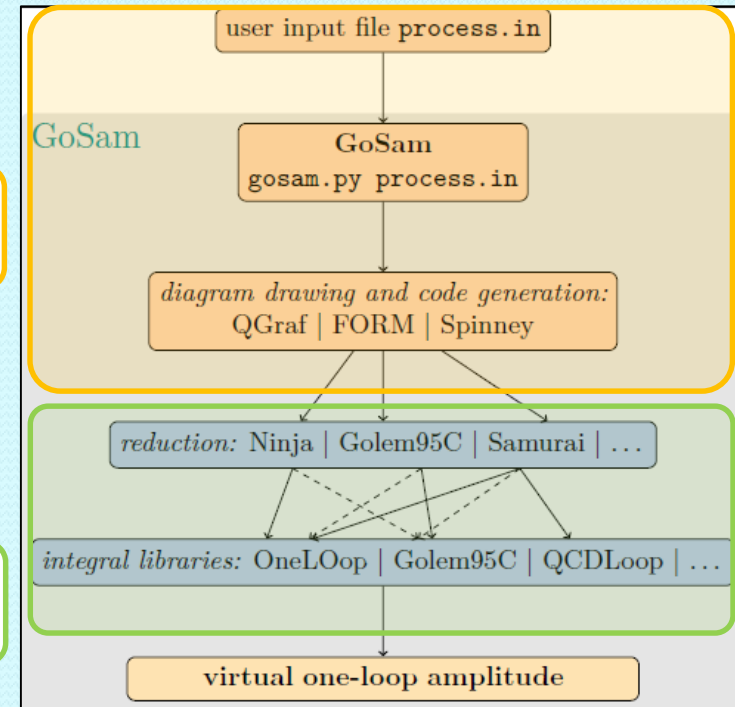 user input file process.in
GoSam
GoSam
gosam.py process.in
diagram drawing and code generation:
QGraf | FORM | Spinney
reduction: Ninja | Golem95C | Samurai | ...
integral libraries: OneLOop | Golem95C | QCDLoop | ...
virtual one-loop amplitude